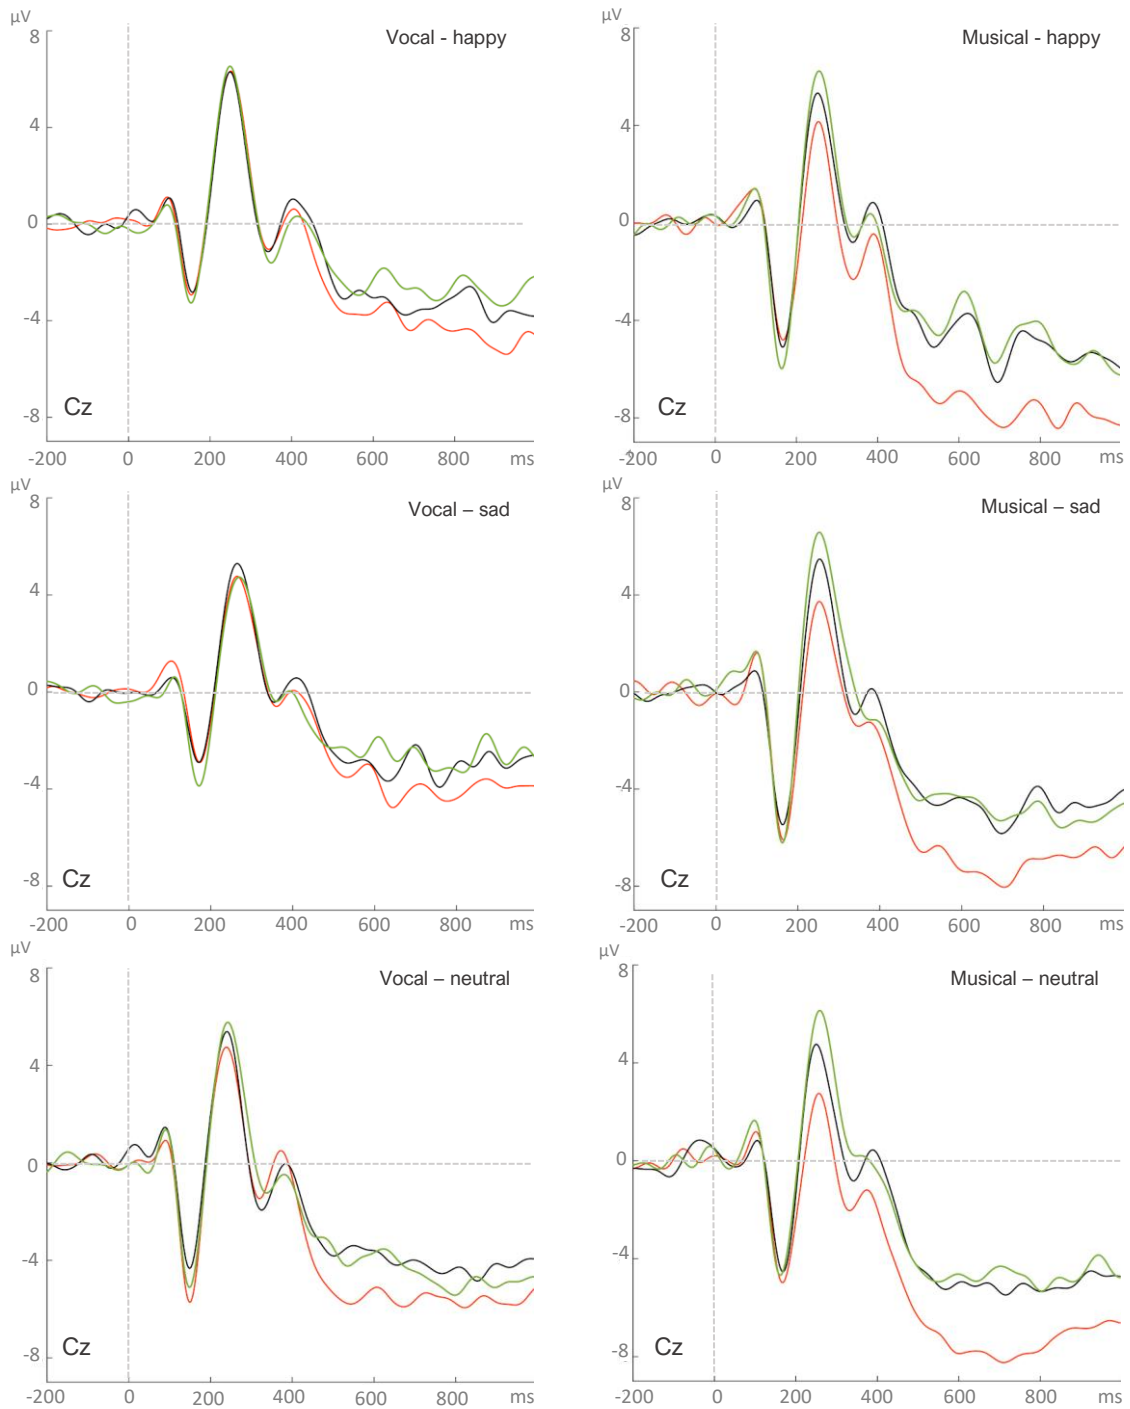 µV
8
4
0
-4
-8
Vocal - happy
Cz
-200 0 200 400 600 800 ms
µV
8
4
0
-4
-8
Musical - happy
Cz
-200 0 200 400 600 800 ms
µV
8
4
0
-4
-8
Vocal – sad
Cz
-200 0 200 400 600 800 ms
µV
8
4
0
-4
-8
Musical – sad
Cz
-200 0 200 400 600 800 ms
µV
8
4
0
-4
-8
Vocal – neutral
Cz
-200 0 200 400 600 800 ms
µV
8
4
0
-4
-8
Musical – neutral
Cz
-200 0 200 400 600 800 ms